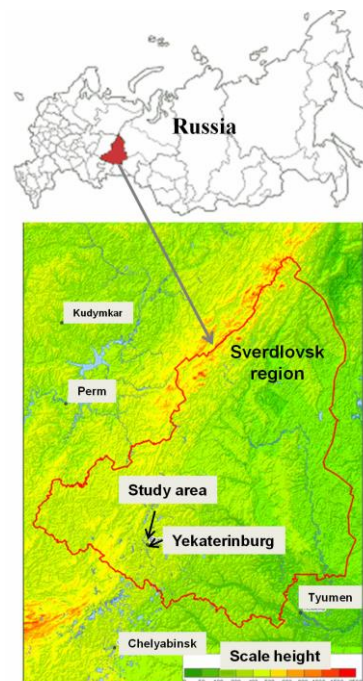 Russia
Kudymkar
Sverdlovsk
region
Perm
Study area
Yekaterinburg
Tyumen
Chelyabinsk
Scale height